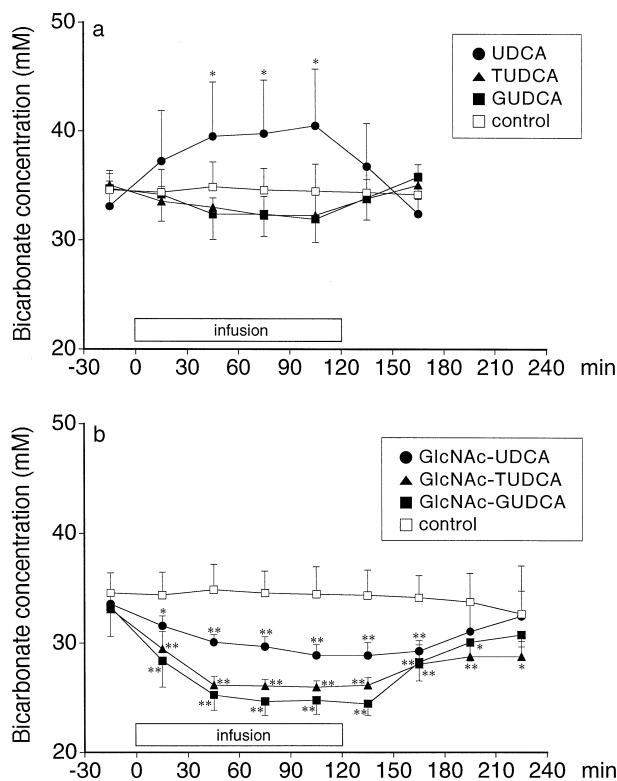 a
Bicarbonate concentration (mM)
50
40
30
20
* * *
UDCA
TUDCA
GUDCA
control
infusion
-30 0 30 60 90 120 150 180 210 240 min
b
Bicarbonate concentration (mM)
50
40
30
20
GlcNAc-UDCA
GlcNAc-TUDCA
GlcNAc-GUDCA
control
* ** ** ** ** **
** ** ** ** ** ** ** *
** ** ** ** ** ** *
infusion
-30 0 30 60 90 120 150 180 210 240 min